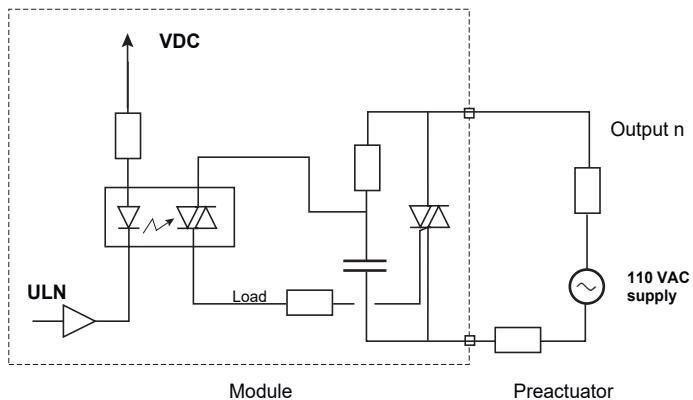 VDC
Output n
110 VAC
supply
ULN
Load
Module
Preactuator